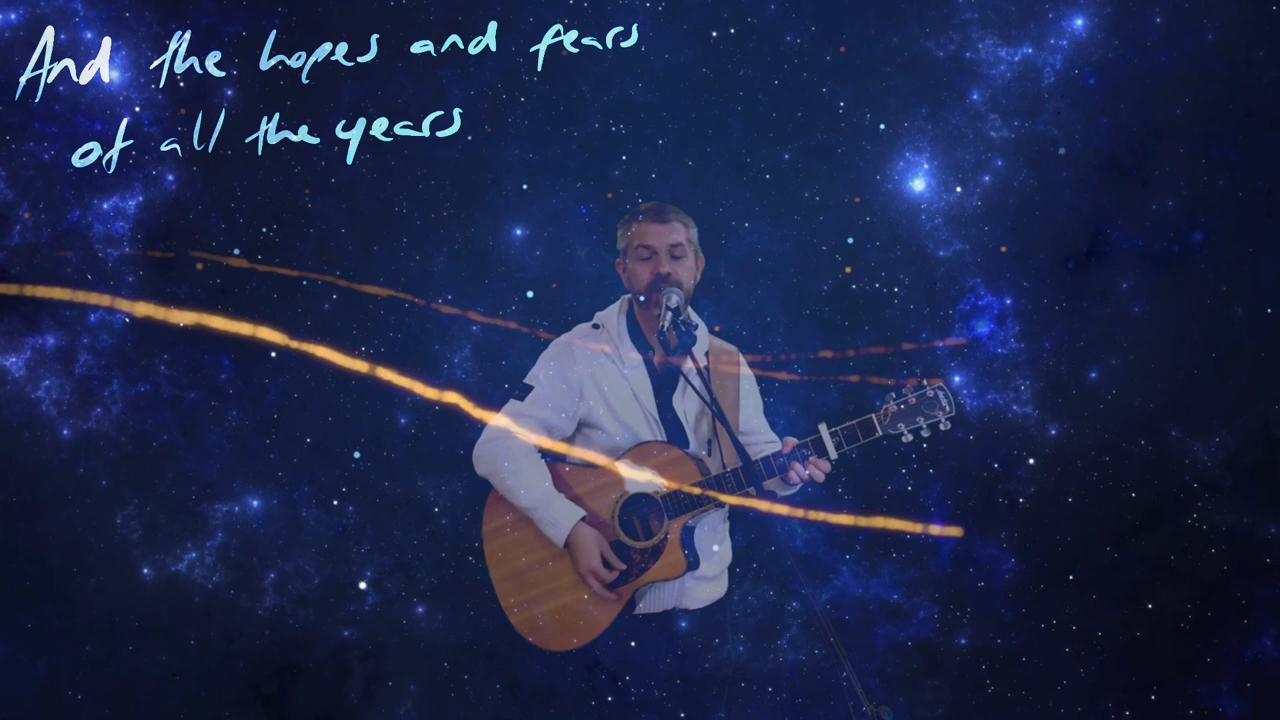 And the hopes and fears
of all the years